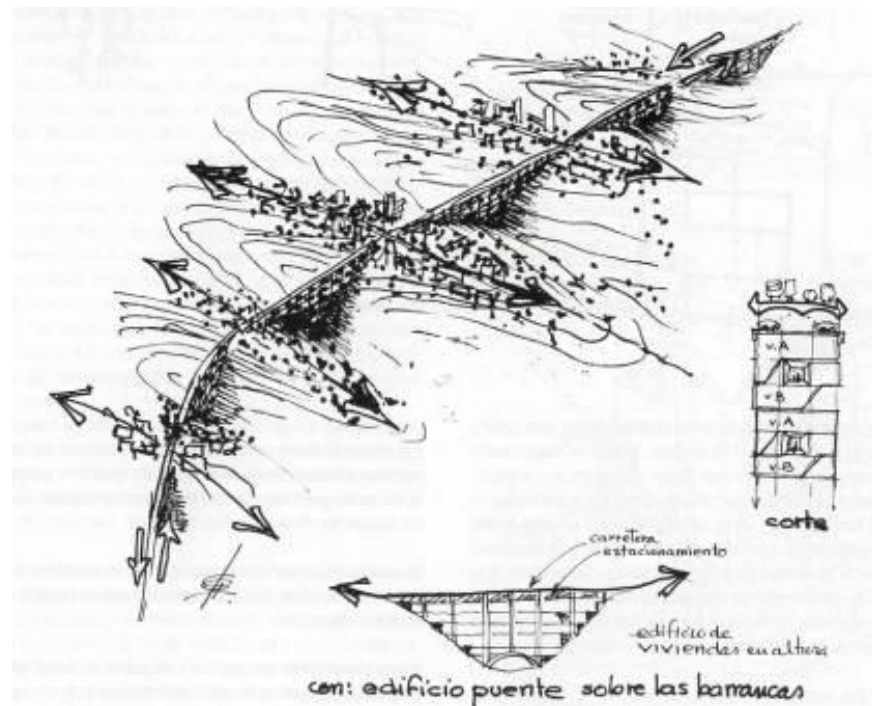 v.A
v.B
v.A
v.B
corte
carretera
estacionamiento
edificio de
viviendas en altura
con: edificio puente sobre las barrancas